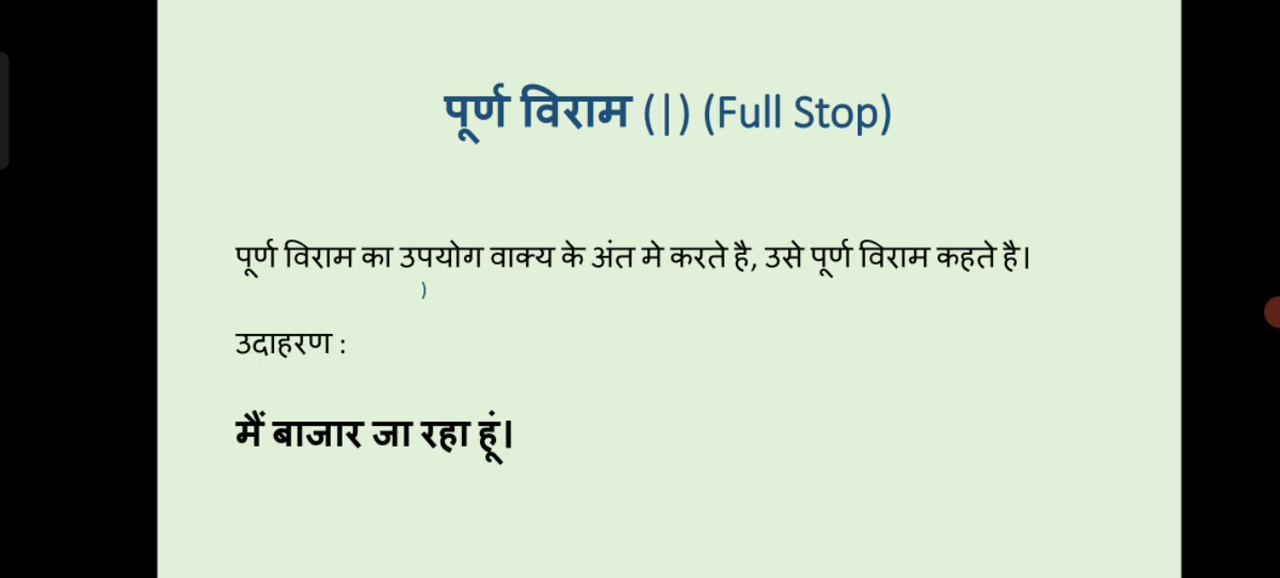 पूर्ण विराम (|) (Full Stop)
पूर्ण विराम का उपयोग वाक्य के अंत मे करते है, उसे पूर्ण विराम कहते है।
)
उदाहरण :
मैं बाजार जा रहा हूं।